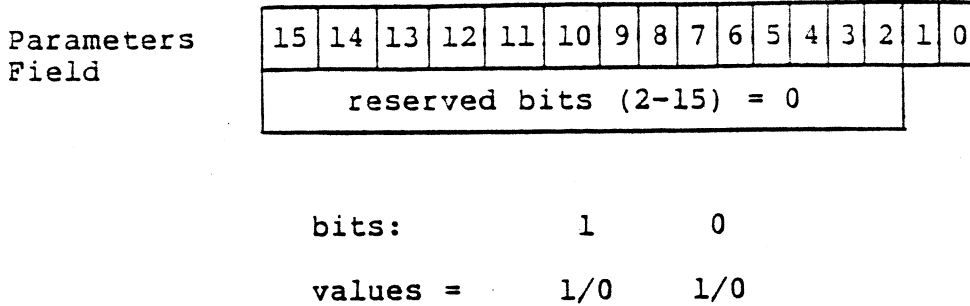 Parameters 15 14 13 12 11 10 9 8 7 6 5 4 3 2 1 0
Field
reserved bits (2-15) = 0
bits: 1 0
values = 1/0 1/0